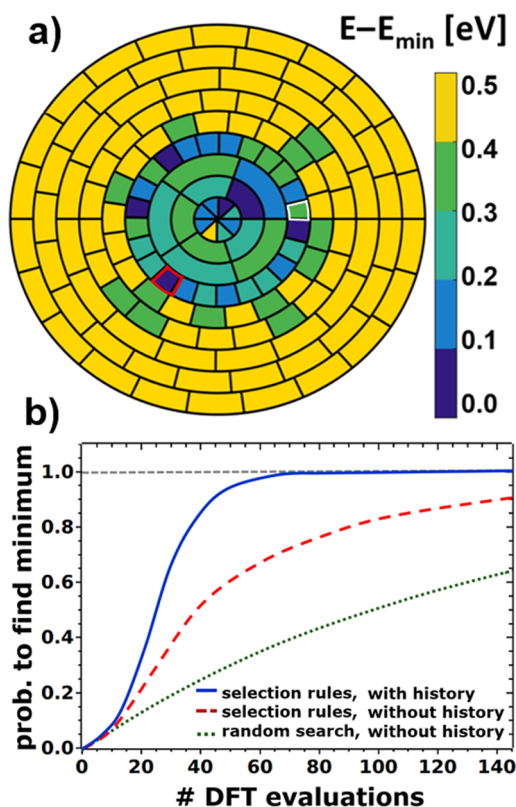 a)
E−Emin [eV]
0.5
0.4
0.3
0.2
0.1
0.0
b)
prob. to find minimum
1.0
0.8
0.6
0.4
0.2
0.0
selection rules, with history
selection rules, without history
random search, without history
0 20 40 60 80 100 120 140
# DFT evaluations